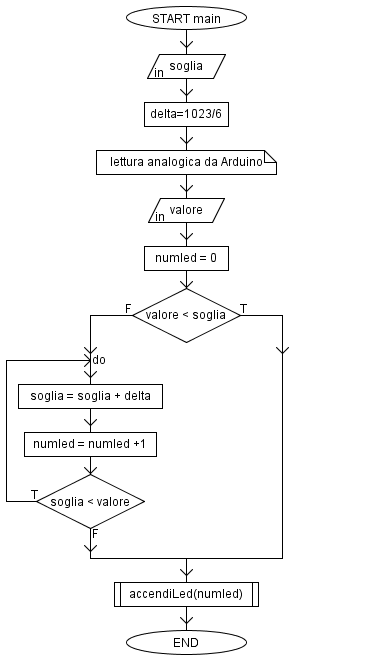 START main
soglia
in
delta=1023/6
lettura analogica da Arduino
valore
in
numled = 0
F
valore < soglia
T
do
soglia = soglia + delta
numled = numled +1
T
soglia < valore
F
accendiLed(numled)
END